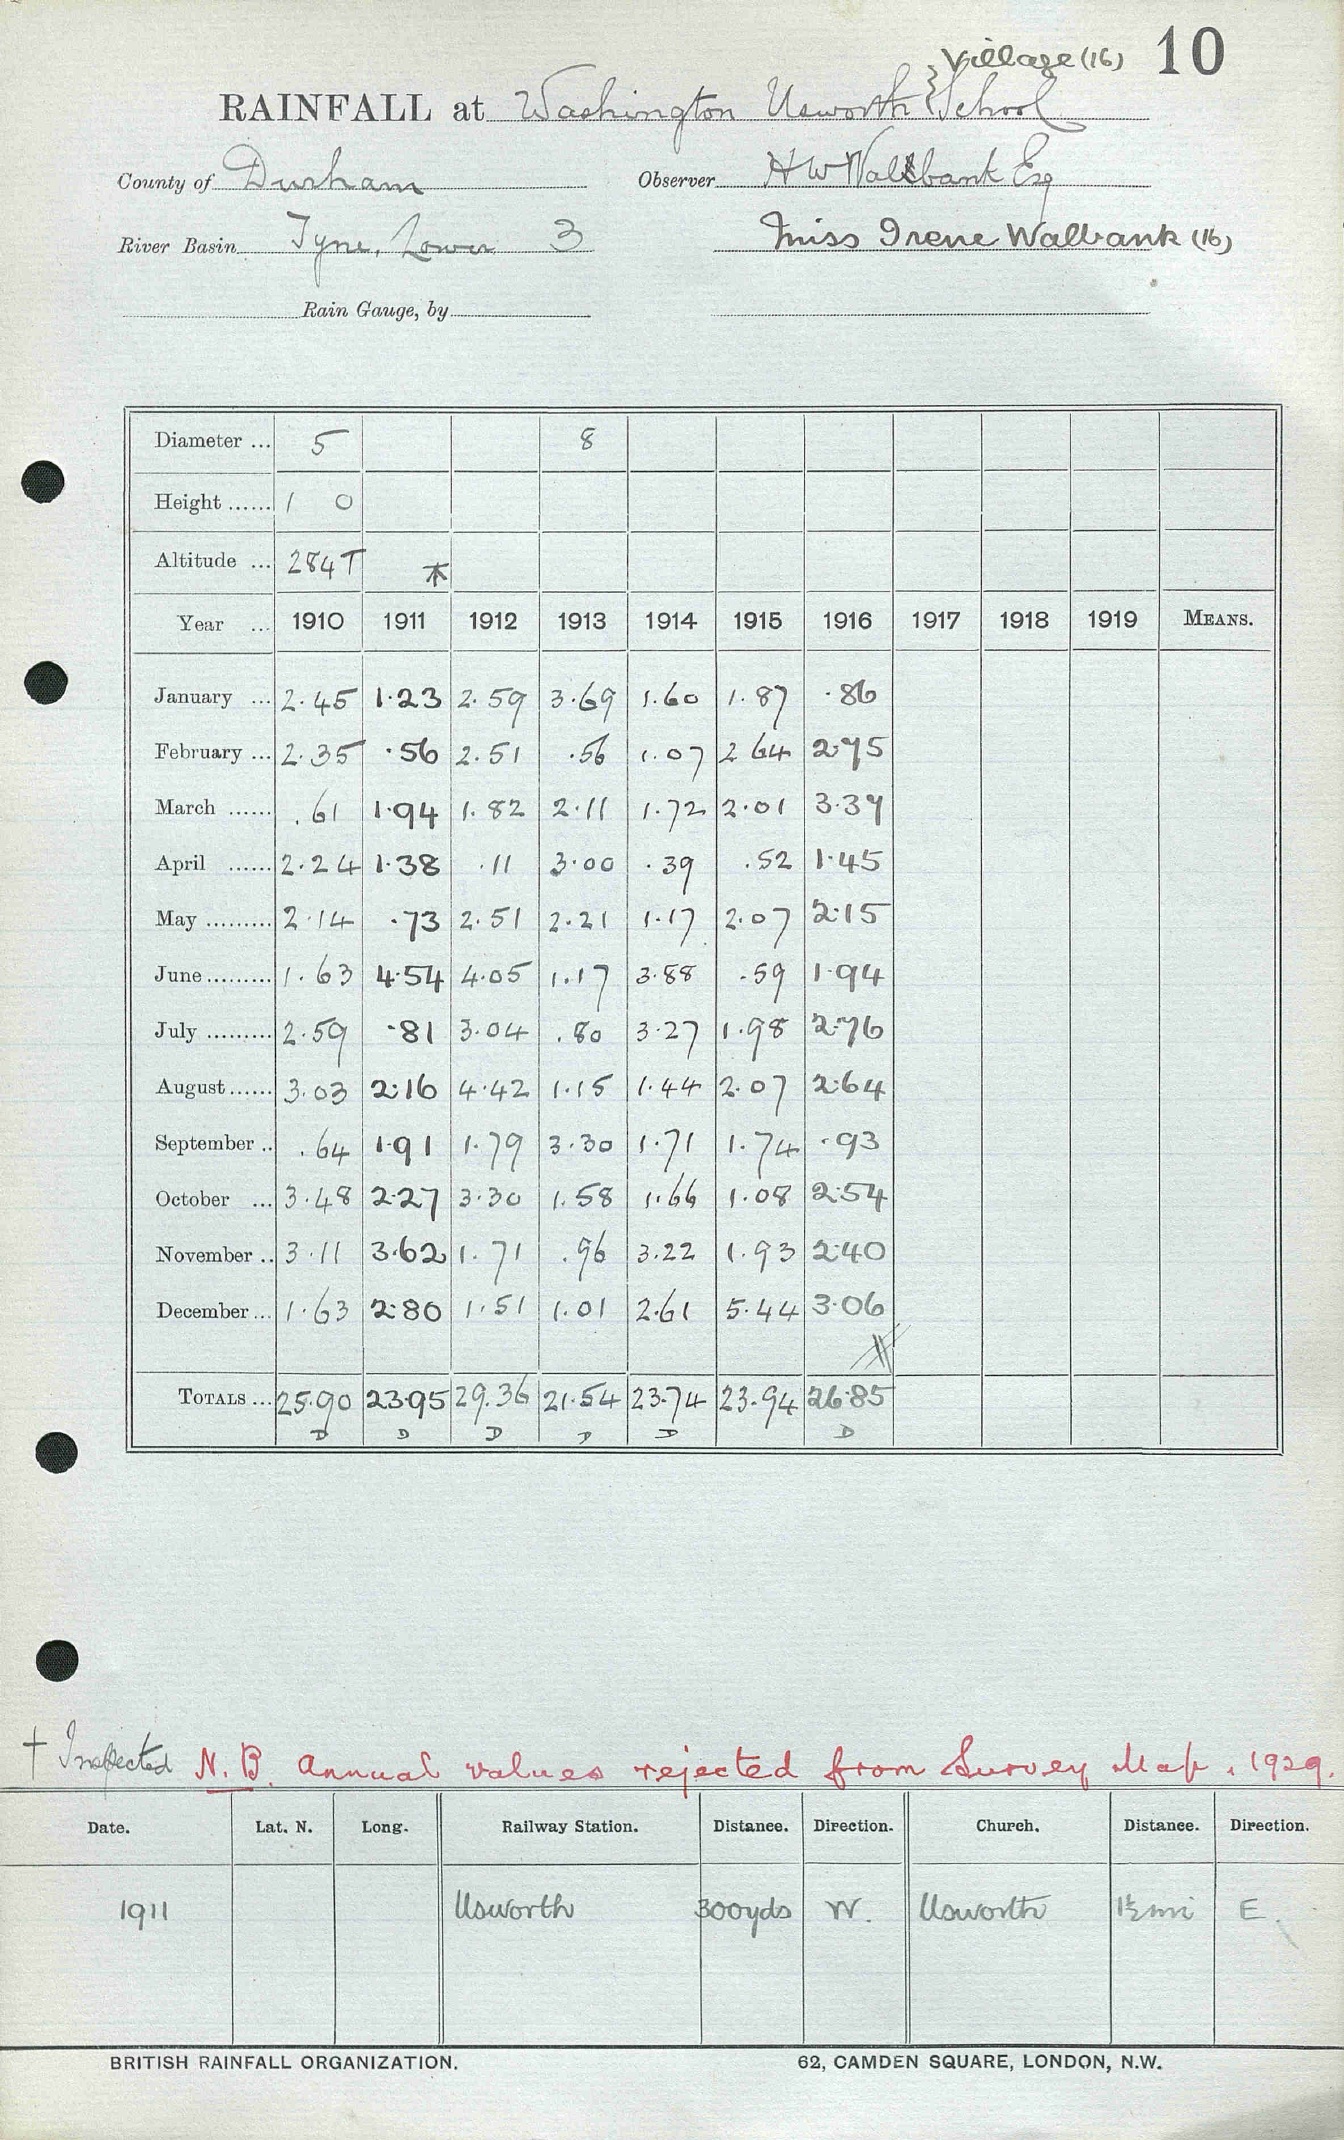 Village (16) 10
RAINFALL at Washington Usworth School
County of Durham Observer H W Wallbank Esq
River Basin Tyne, Lower 3 Miss Irene Walbank (16)
Rain Gauge, by
Diameter ... 5 8
Height ...... 1 0
Altitude ... 284T *
Year ... 1910 1911 1912 1913 1914 1915 1916 1917 1918 1919 MEANS.
January ... 2.45 1.23 2.59 3.69 1.60 1.87 .86
February ... 2.35 .56 2.51 .56 1.07 2 64 2.75
March ...... .61 1.94 1.82 2.11 1.72 2.01 3.37
April ...... 2.24 1.38 .11 3.00 .39 .52 1.45
May ......... 2.14 .73 2.51 2.21 1.17 2.07 2.15
June ......... 1.63 4.54 4.05 1.17 3.88 .59 1.94
July ......... 2.59 .81 3.04 .80 3.27 1.98 2.76
August ...... 3.03 2.16 4.42 1.15 1.44 2.07 2.64
September .. .64 1.91 1.79 3.30 1.71 1.74 .93
October ... 3.48 2.27 3.30 1.58 1.66 1.08 2.54
November .. 3.11 3.62 1.71 .96 3.22 1.93 2.40
December ... 1.63 2.80 1.51 1.01 2.61 5.44 3.06
TOTALS ... 25.90 23.95 29.36 21.54 23.74 23.94 26.85
D D D D D D
† Inspected N.B. Annual values rejected from Survey Map, 1929.
Date. Lat. N. Long. Railway Station. Distance. Direction. Church. Distance. Direction.
1911 Usworth 300yds W. Usworth 1½mi E.
BRITISH RAINFALL ORGANIZATION. 62, CAMDEN SQUARE, LONDON, N.W.